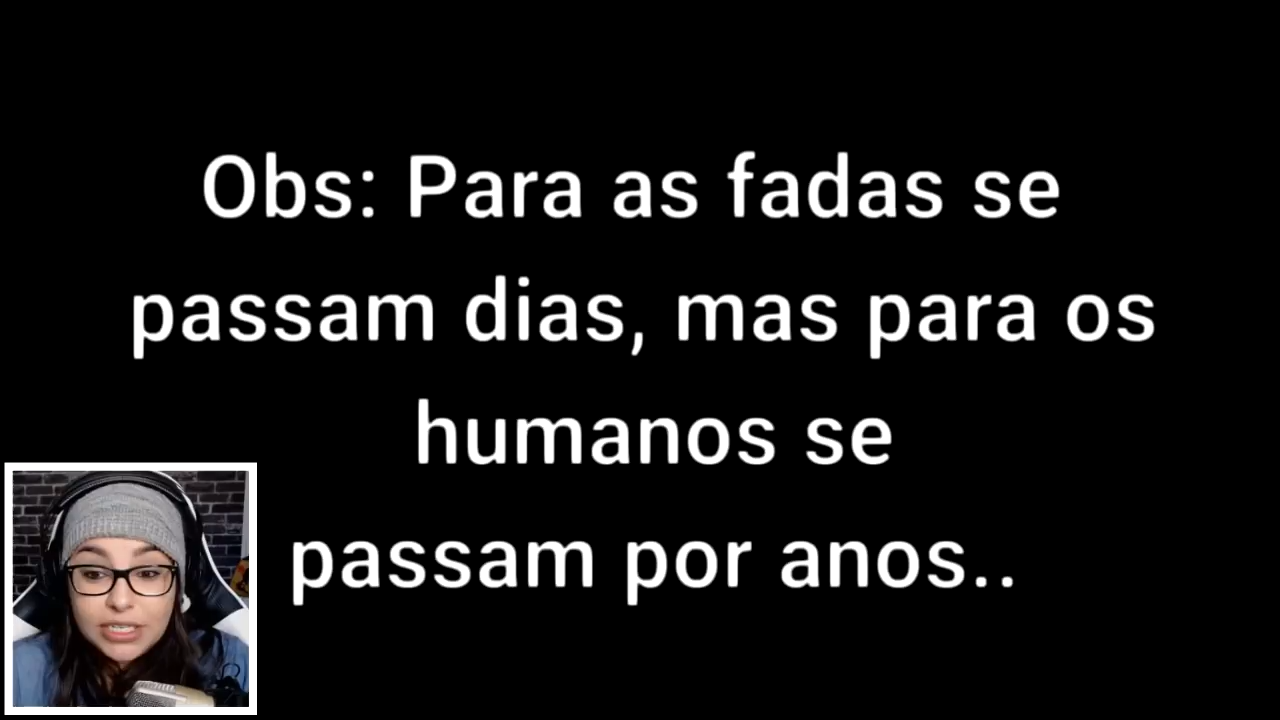 Obs: Para as fadas se
passam dias, mas para os
humanos se
passam por anos..